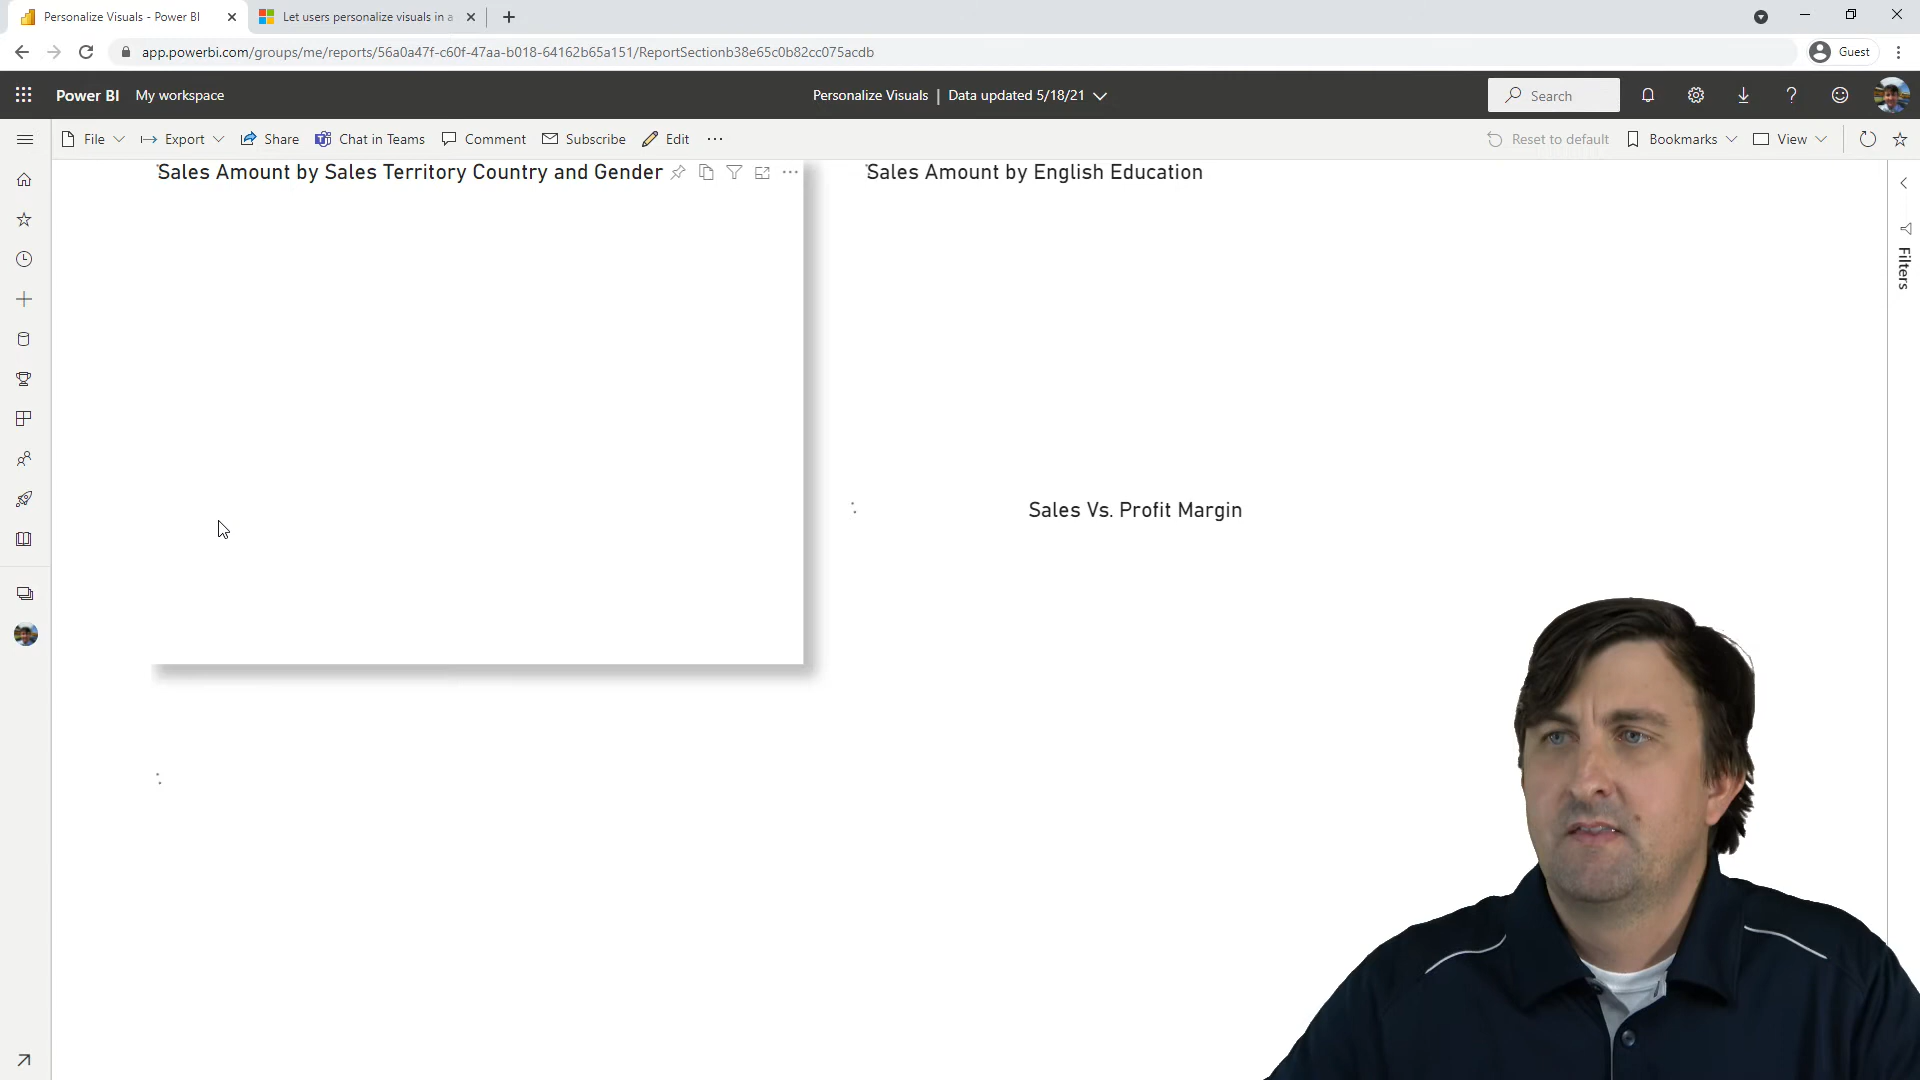 Personalize Visuals - Power BI
Let users personalize visuals in a
app.powerbi.com/groups/me/reports/56a0a47f-c60f-47aa-b018-64162b65a151/ReportSectionb38e65c0b82cc075acdb
Guest
Power BI My workspace
Personalize Visuals | Data updated 5/18/21
Search
File Export Share Chat in Teams Comment Subscribe Edit ...
Reset to default Bookmarks View
Sales Amount by Sales Territory Country and Gender
Sales Amount by English Education
Filters
Sales Vs. Profit Margin